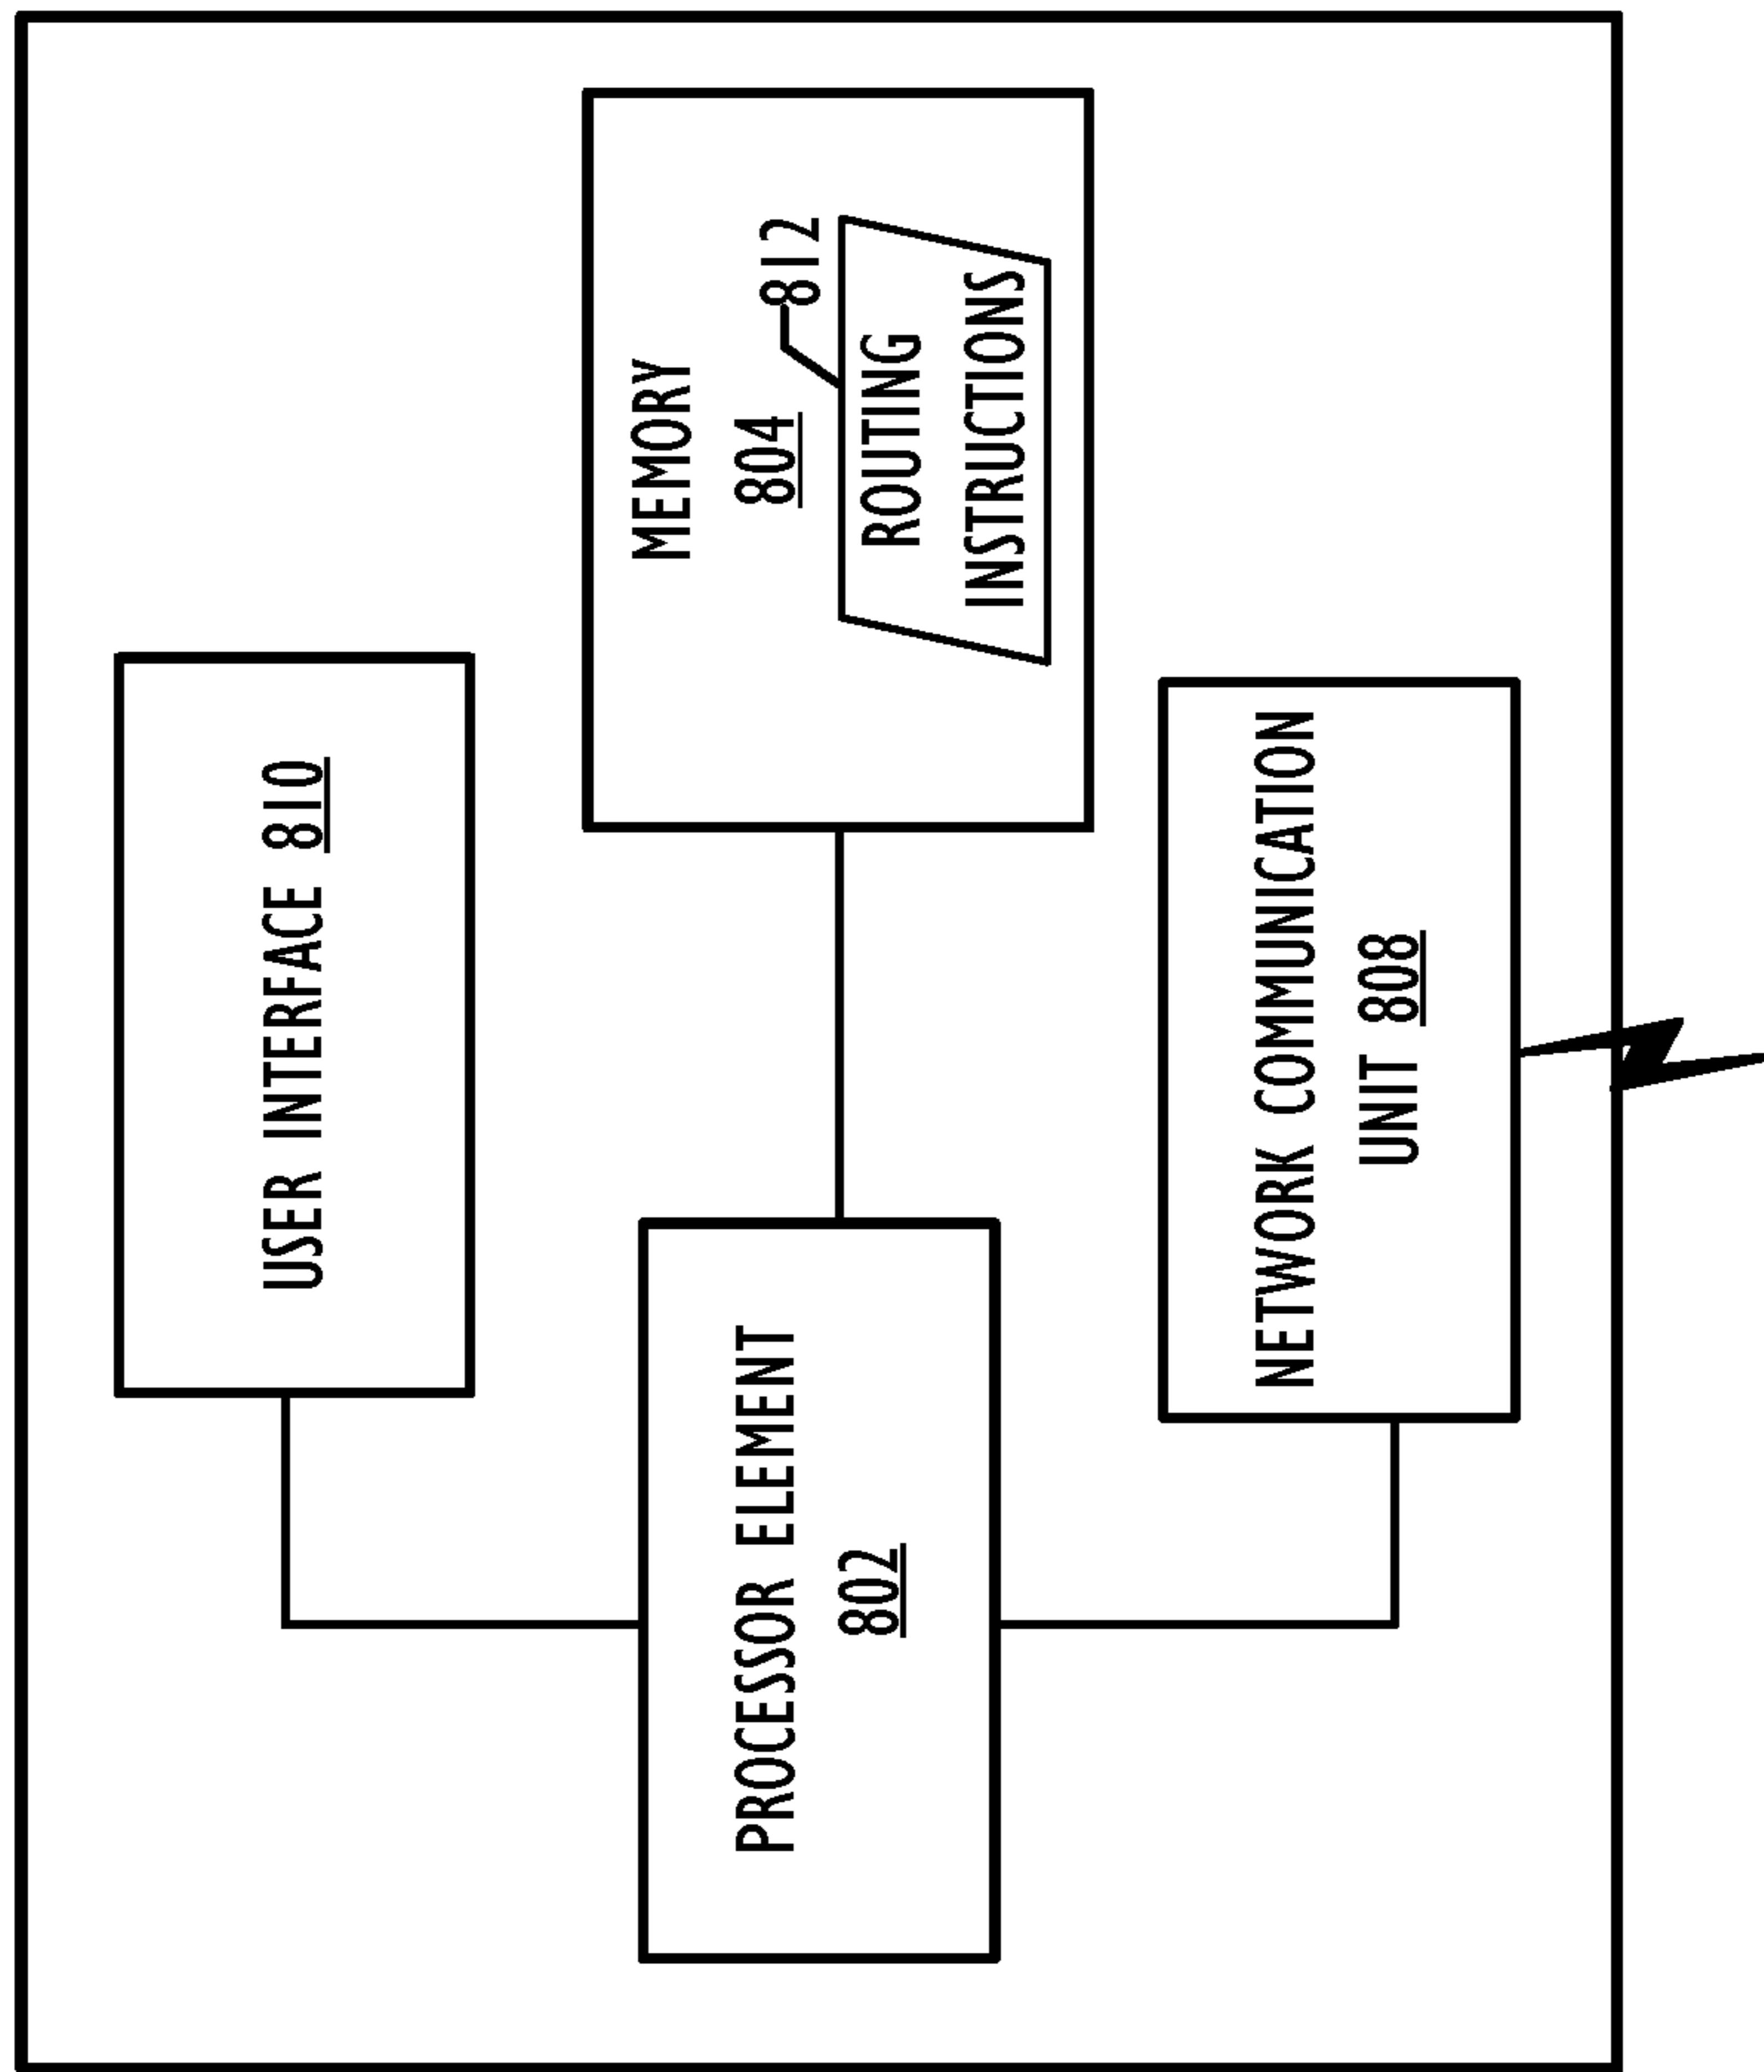 USER INTERFACE 810
MEMORY
804
812
ROUTING
INSTRUCTIONS
PROCESSOR ELEMENT
802
NETWORK COMMUNICATION
UNIT 808